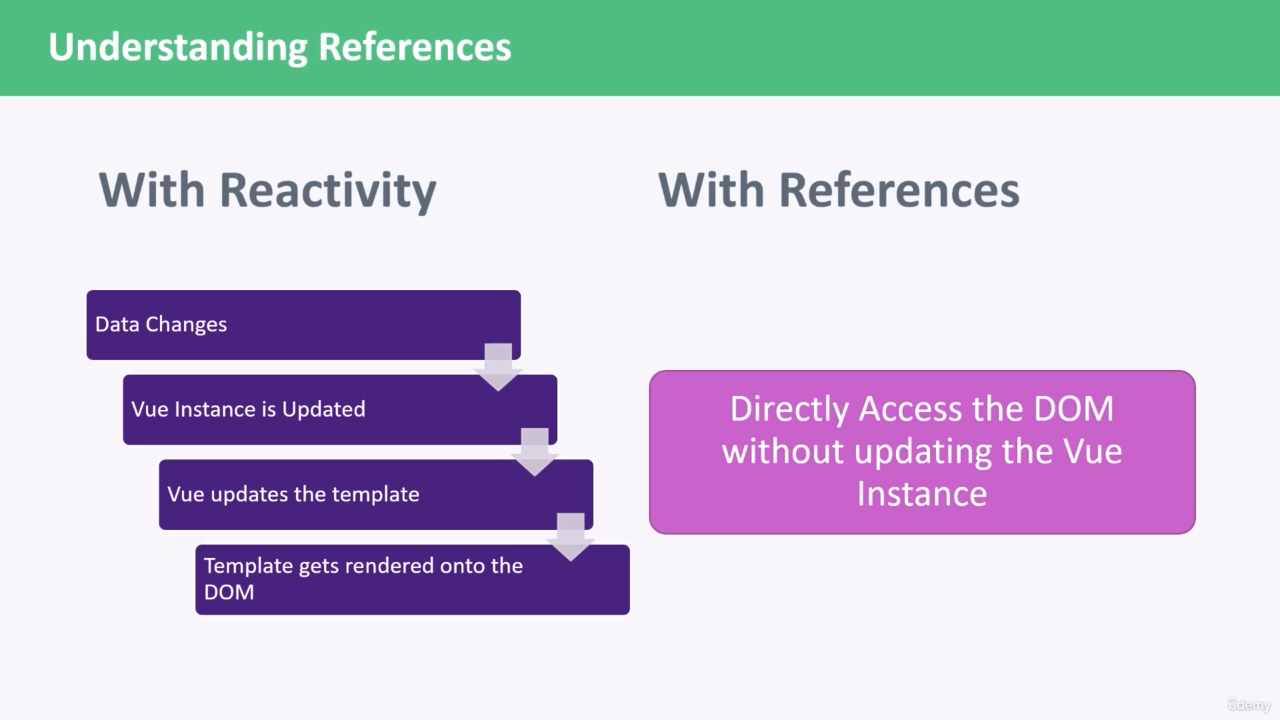 Understanding References
With Reactivity
Data Changes
Vue Instance is Updated
Vue updates the template
Template gets rendered onto the
DOM
With References
Directly Access the DOM
without updating the Vue
Instance
ûdemy